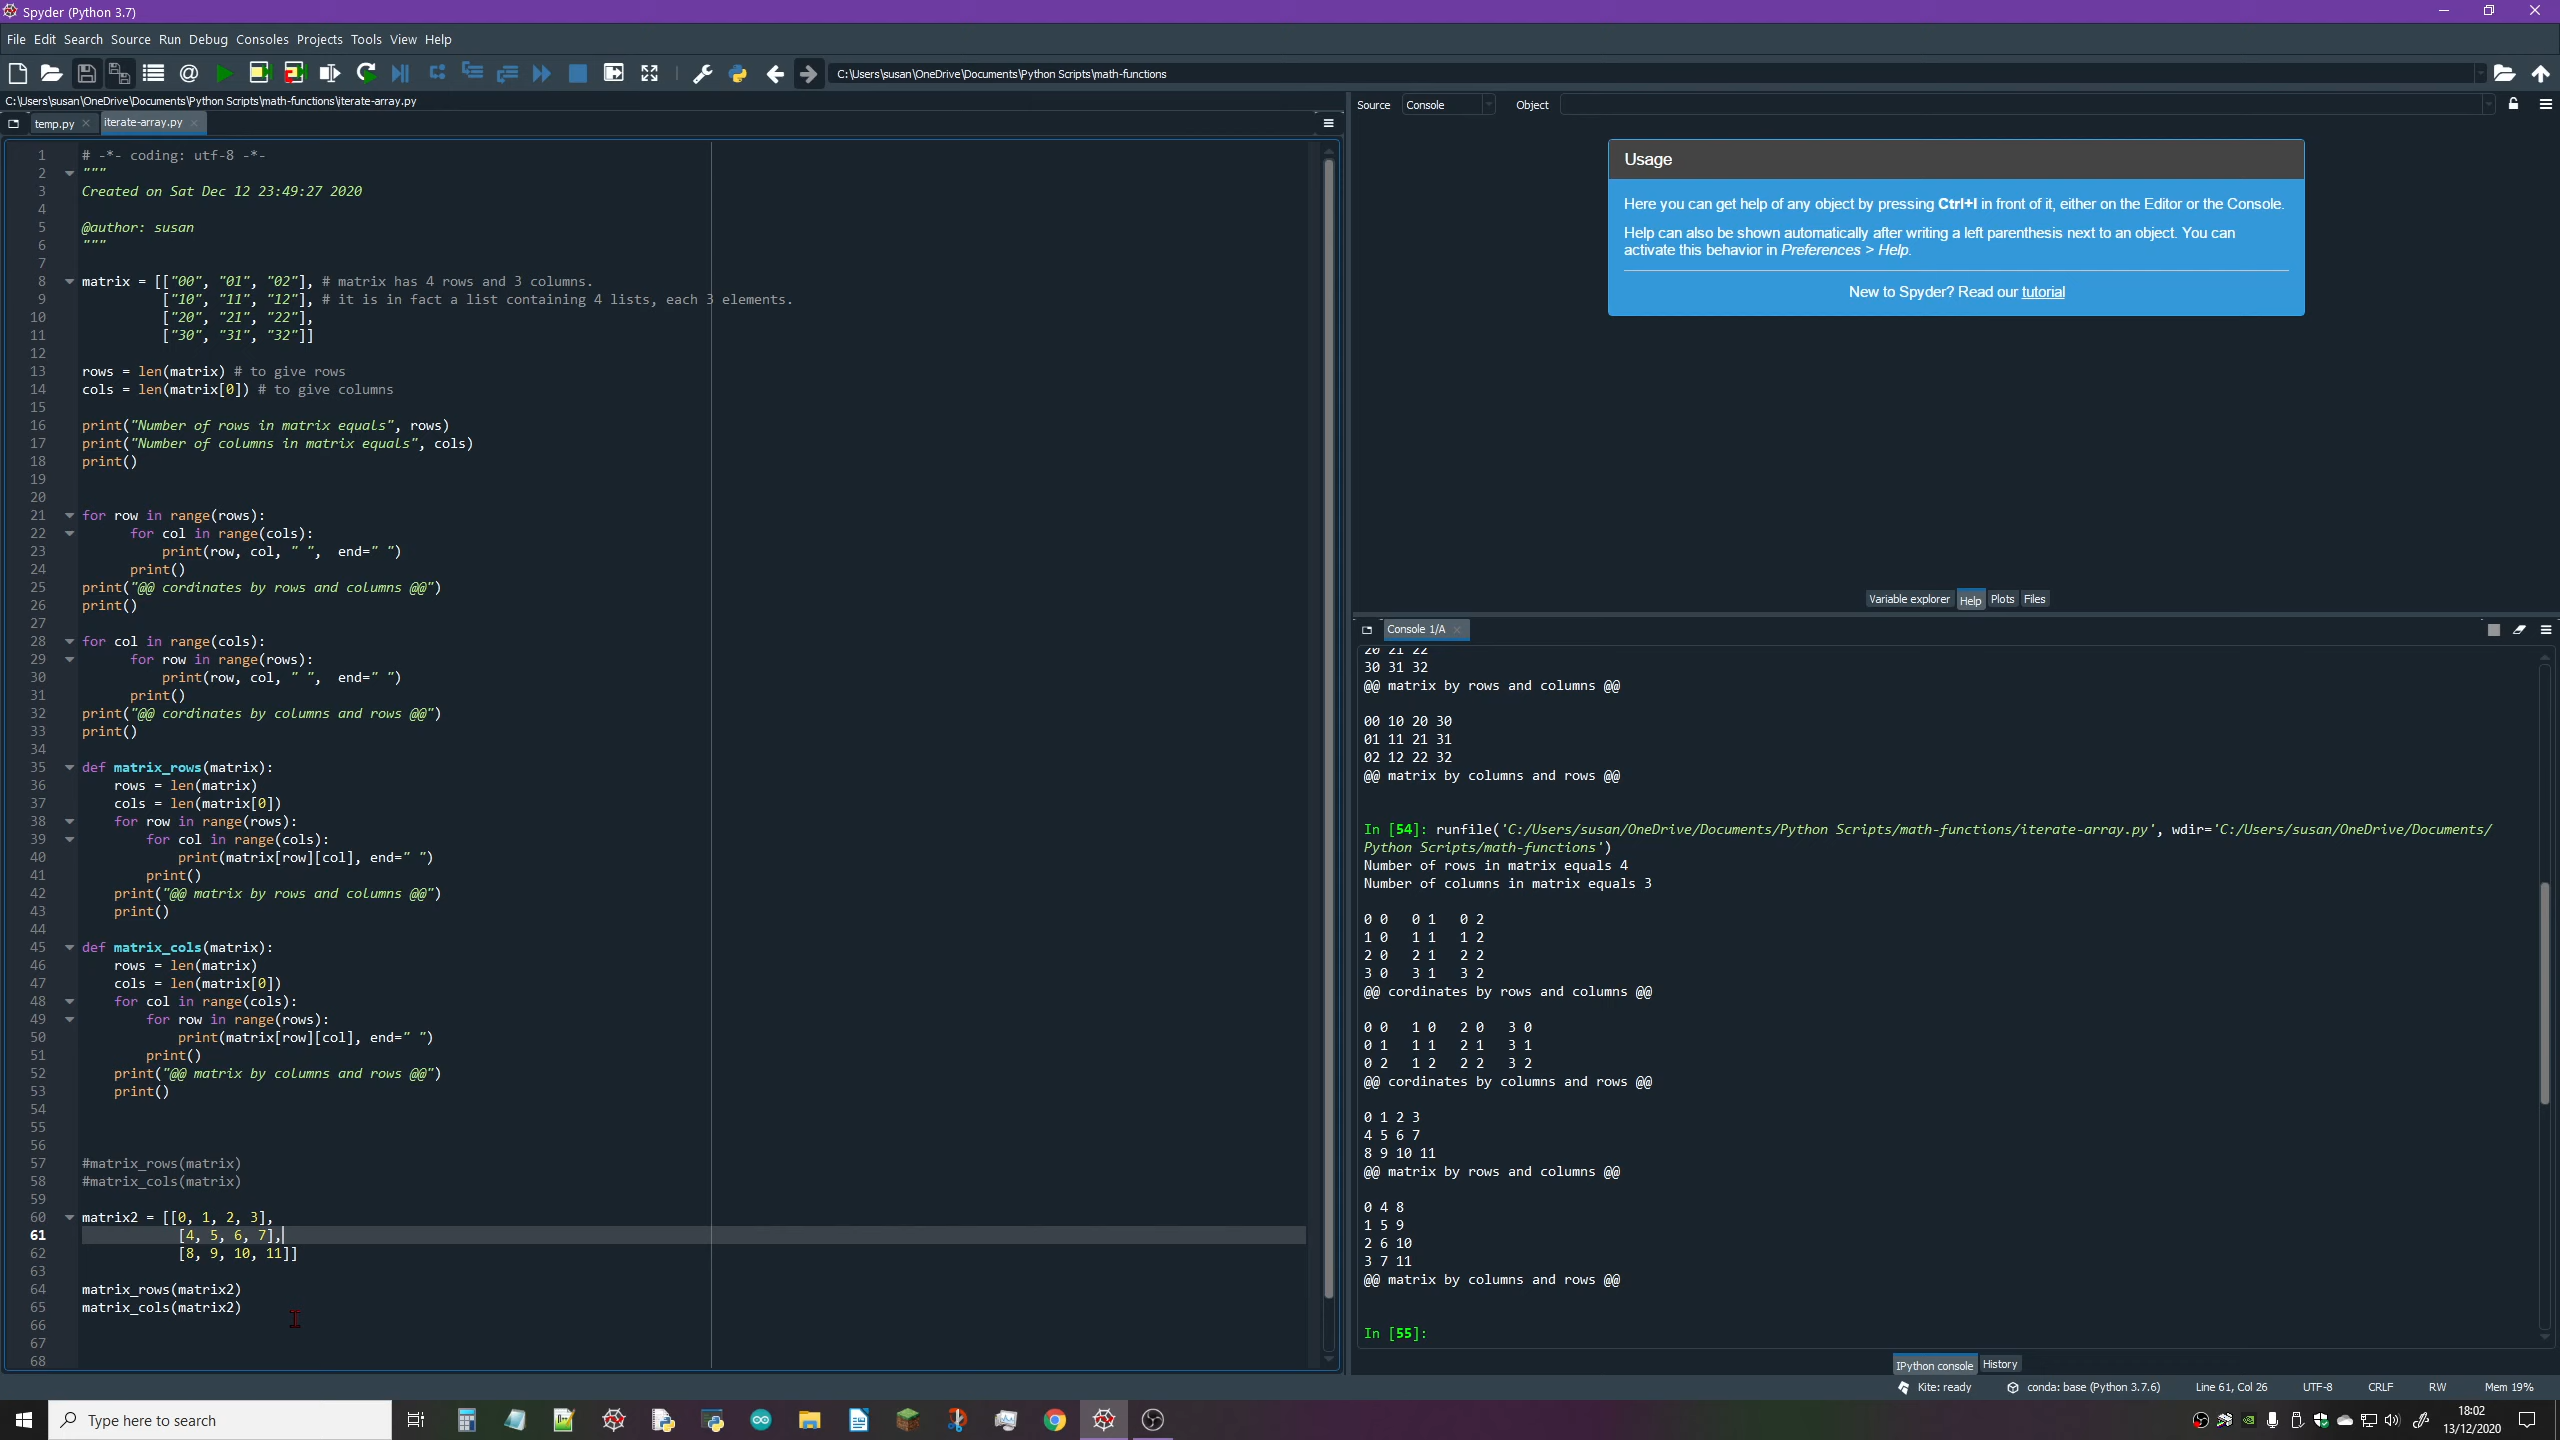 Spyder (Python 3.7)
File Edit Search Source Run Debug Consoles Projects Tools View Help
C:\Users\susan\OneDrive\Documents\Python Scripts\math-functions
C:\Users\susan\OneDrive\Documents\Python Scripts\math-functions\iterate-array.py
temp.py iterate-array.py
1 # -*- coding: utf-8 -*-
2 """
3 Created on Sat Dec 12 23:49:27 2020
4
5 @author: susan
6 """
7
8 matrix = [["00", "01", "02"], # matrix has 4 rows and 3 columns.
9 ["10", "11", "12"], # it is in fact a list containing 4 lists, each 3 elements.
10 ["20", "21", "22"],
11 ["30", "31", "32"]]
12
13 rows = len(matrix) # to give rows
14 cols = len(matrix[0]) # to give columns
15
16 print("Number of rows in matrix equals", rows)
17 print("Number of columns in matrix equals", cols)
18 print()
19
20
21 for row in range(rows):
22 for col in range(cols):
23 print(row, col, " ",  end=" ")
24 print()
25 print("@@ cordinates by rows and columns @@")
26 print()
27
28 for col in range(cols):
29 for row in range(rows):
30 print(row, col, " ",  end=" ")
31 print()
32 print("@@ cordinates by columns and rows @@")
33 print()
34
35 def matrix_rows(matrix):
36 rows = len(matrix)
37 cols = len(matrix[0])
38 for row in range(rows):
39 for col in range(cols):
40 print(matrix[row][col], end=" ")
41 print()
42 print("@@ matrix by rows and columns @@")
43 print()
44
45 def matrix_cols(matrix):
46 rows = len(matrix)
47 cols = len(matrix[0])
48 for col in range(cols):
49 for row in range(rows):
50 print(matrix[row][col], end=" ")
51 print()
52 print("@@ matrix by columns and rows @@")
53 print()
54
55
56
57 #matrix_rows(matrix)
58 #matrix_cols(matrix)
59
60 matrix2 = [[0, 1, 2, 3],
61 [4, 5, 6, 7],
62 [8, 9, 10, 11]]
63
64 matrix_rows(matrix2)
65 matrix_cols(matrix2)
66
67
68
Source Console Object
Usage
Here you can get help of any object by pressing Ctrl+I in front of it, either on the Editor or the Console.
Help can also be shown automatically after writing a left parenthesis next to an object. You can
activate this behavior in Preferences > Help.
New to Spyder? Read our tutorial
Variable explorer Help Plots Files
Console 1/A
20 21 22
30 31 32
@@ matrix by rows and columns @@
00 10 20 30
01 11 21 31
02 12 22 32
@@ matrix by columns and rows @@
In [54]: runfile('C:/Users/susan/OneDrive/Documents/Python Scripts/math-functions/iterate-array.py', wdir='C:/Users/susan/OneDrive/Documents/
Python Scripts/math-functions')
Number of rows in matrix equals 4
Number of columns in matrix equals 3
0 0   0 1   0 2
1 0   1 1   1 2
2 0   2 1   2 2
3 0   3 1   3 2
@@ cordinates by rows and columns @@
0 0   1 0   2 0   3 0
0 1   1 1   2 1   3 1
0 2   1 2   2 2   3 2
@@ cordinates by columns and rows @@
0 1 2 3
4 5 6 7
8 9 10 11
@@ matrix by rows and columns @@
0 4 8
1 5 9
2 6 10
3 7 11
@@ matrix by columns and rows @@
In [55]:
IPython console History
Kite: ready conda: base (Python 3.7.6) Line 61, Col 26 UTF-8 CRLF RW Mem 19%
Type here to search
18:02
13/12/2020